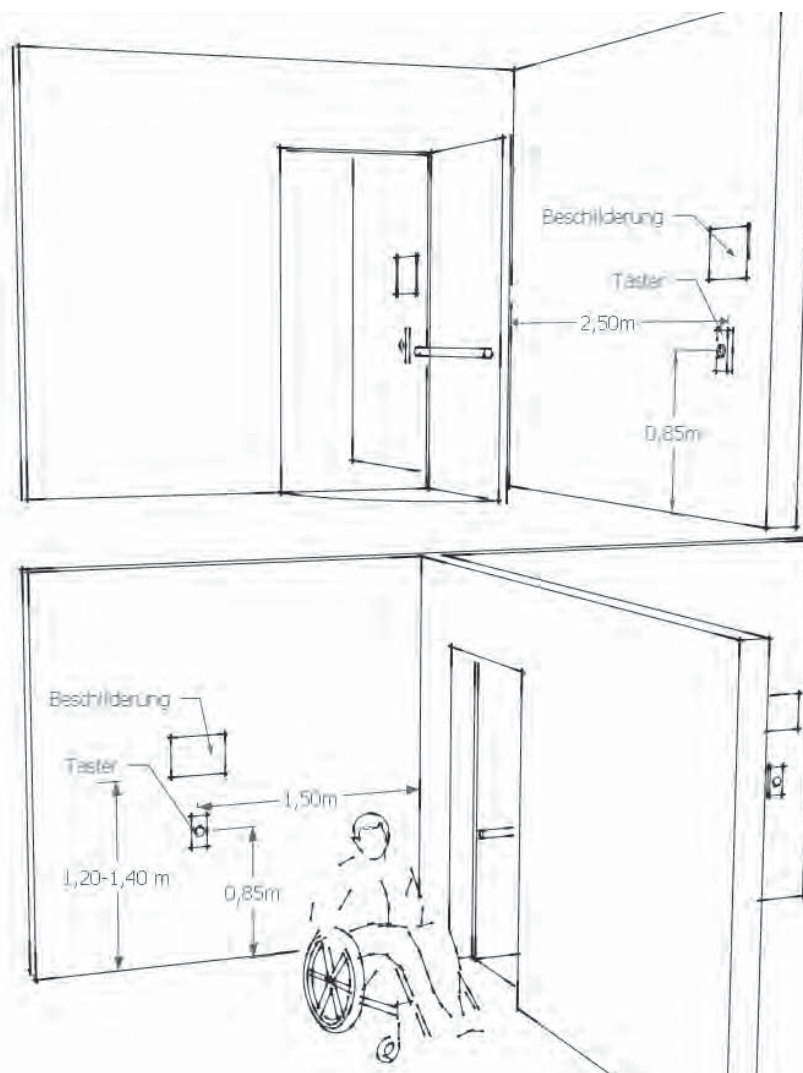 Beschilderung
Taster
2,50m
0,85m
Beschilderung
Taster
1,50m
1,20-1,40 m
0,85m